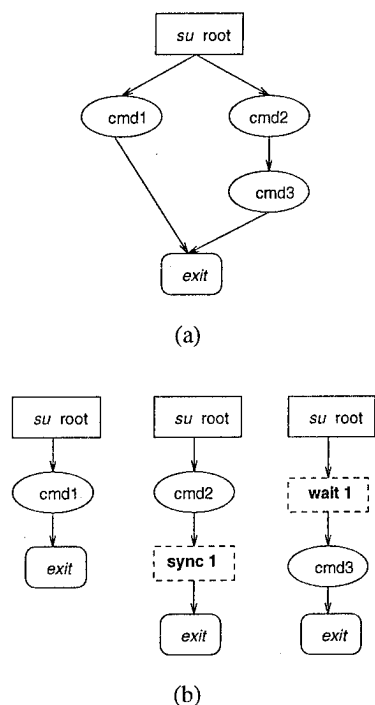 su root
cmd1 cmd2
cmd3
exit
(a)
su root su root su root
cmd1 cmd2 wait 1
exit sync 1 cmd3
exit exit
(b)